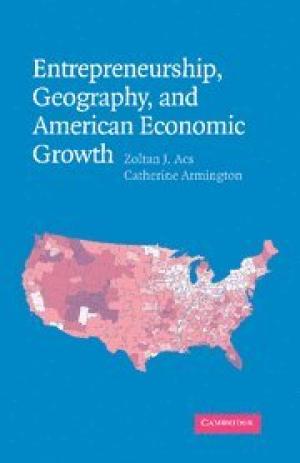 Entrepreneurship,
Geography, and
American Economic
Growth Zoltan J. Acs
Catherine Armington
CAMBRIDGE